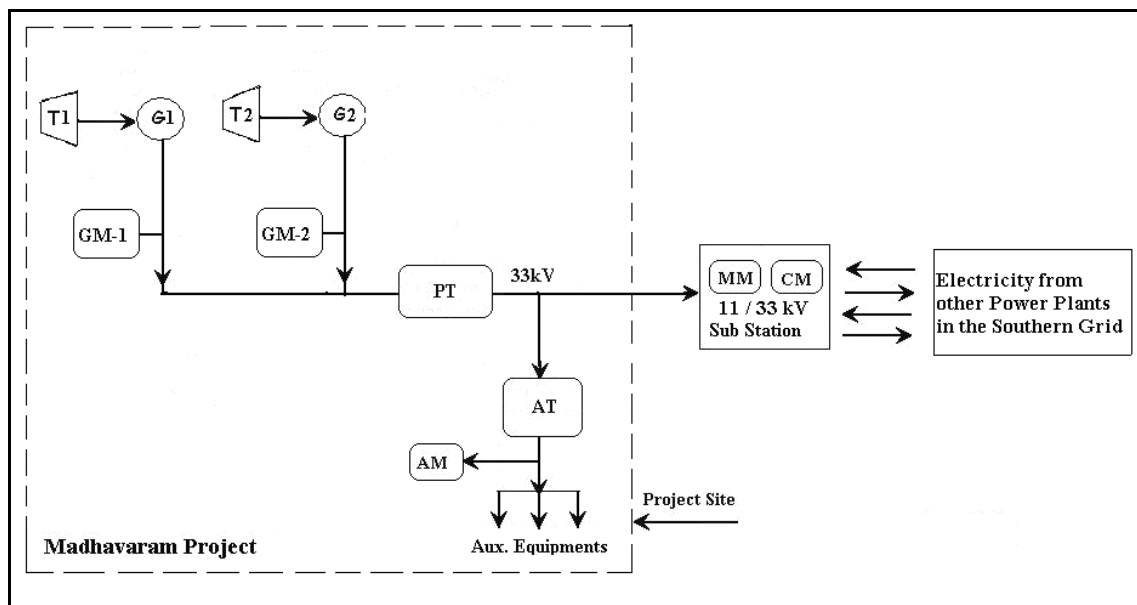 T1
G1
T2
G2
GM-1
GM-2
PT
33kV
MM
CM
11 / 33 kV
Sub Station
Electricity from
other Power Plants
in the Southern Grid
AT
AM
Project Site
Aux. Equipments
Madhavaram Project